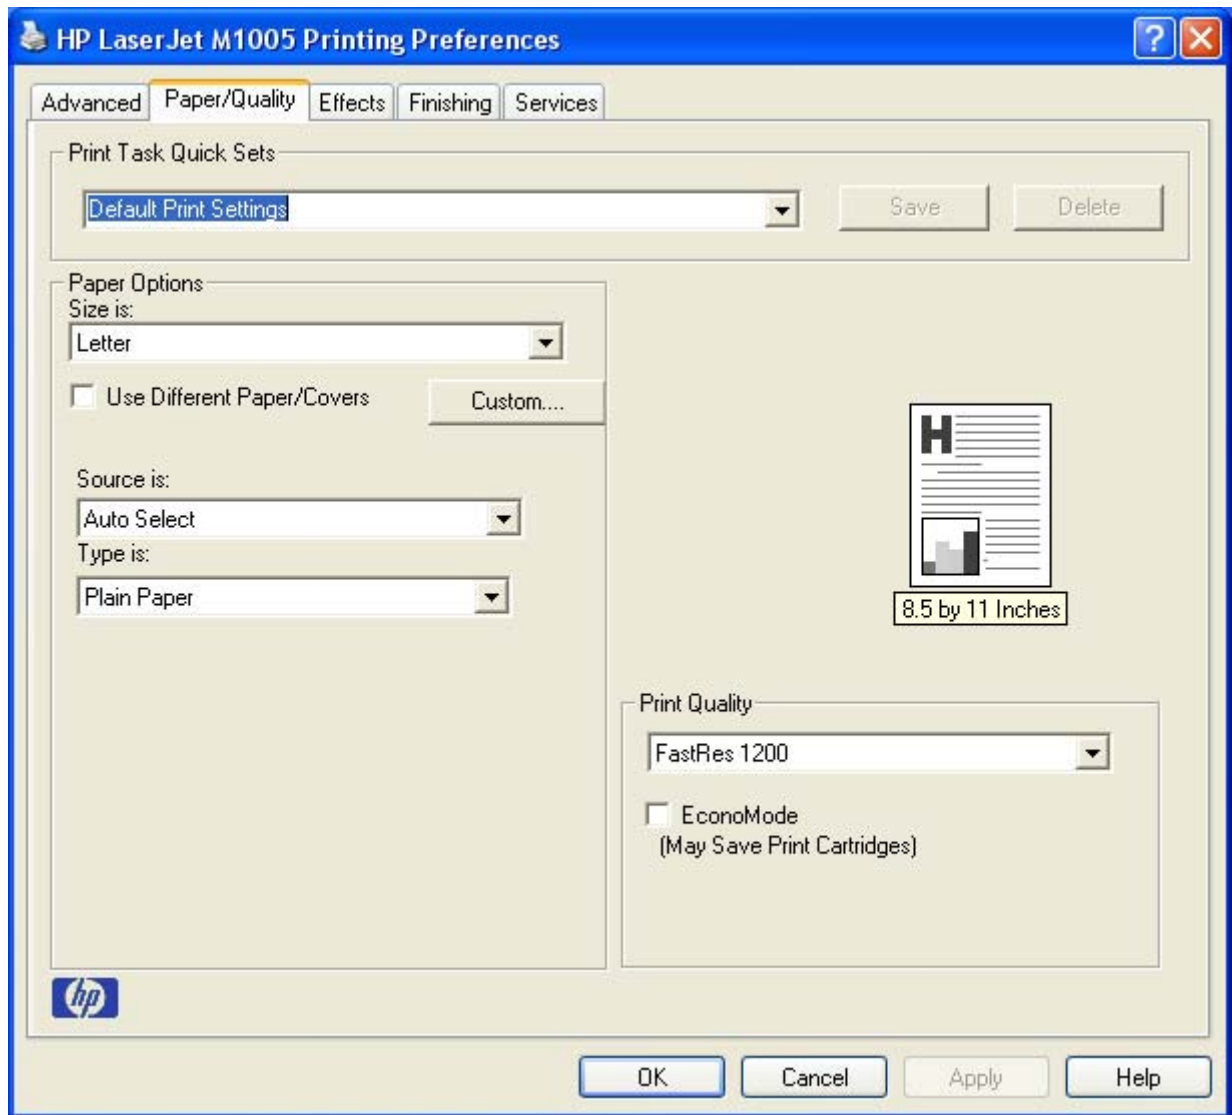 HP LaserJet M1005 Printing Preferences
Advanced Paper/Quality Effects Finishing Services
Print Task Quick Sets
Default Print Settings Save Delete
Paper Options
Size is:
Letter
Use Different Paper/Covers Custom....
Source is:
Auto Select
Type is:
Plain Paper
H
8.5 by 11 Inches
Print Quality
FastRes 1200
EconoMode
(May Save Print Cartridges)
hp
OK Cancel Apply Help